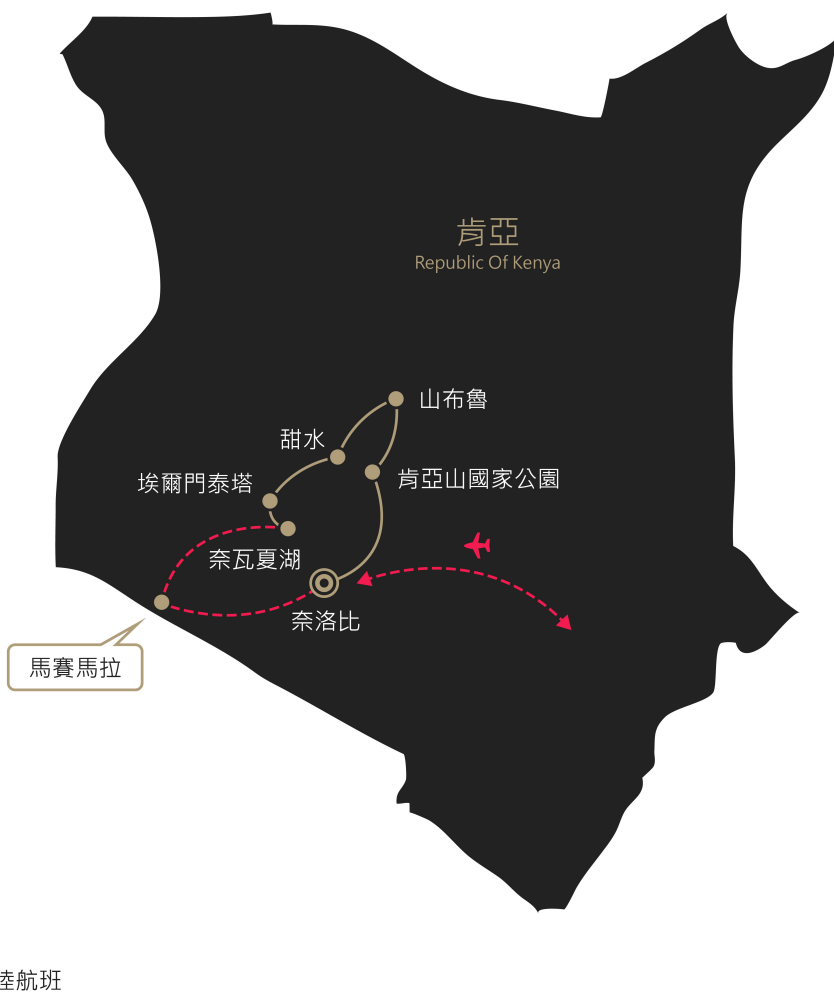 肯亞
Republic Of Kenya
山布魯
甜水
肯亞山國家公園
埃爾門泰塔
奈瓦夏湖
奈洛比
馬賽馬拉
陸航班